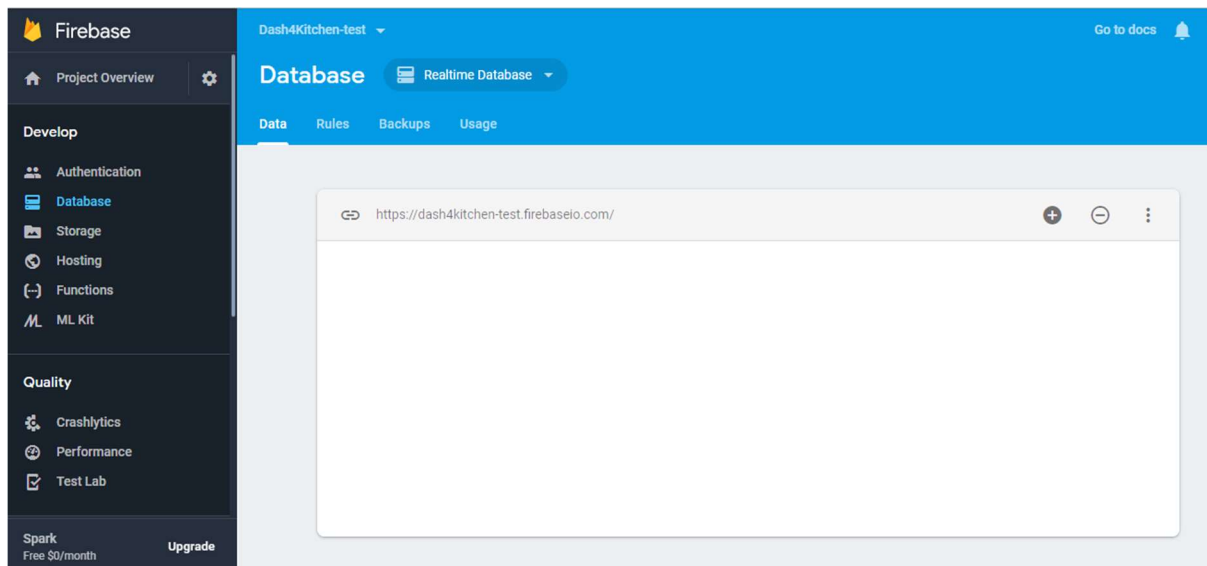 Firebase
Project Overview
Develop
Authentication
Database
Storage
Hosting
Functions
ML Kit
Quality
Crashlytics
Performance
Test Lab
Spark
Free $0/month
Upgrade
Dash4Kitchen-test
Go to docs
Database
Realtime Database
Data Rules Backups Usage
https://dash4kitchen-test.firebaseio.com/